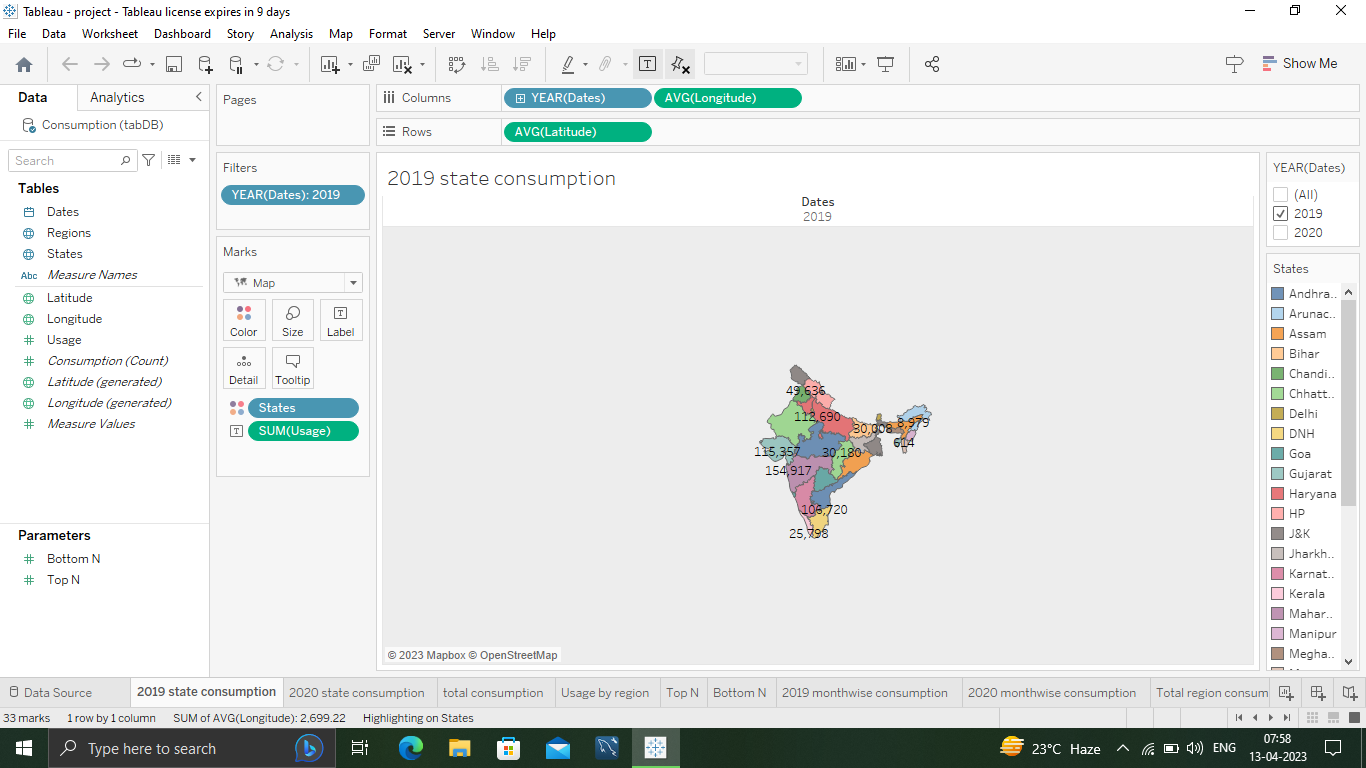 Tableau - project - Tableau license expires in 9 days
File Data Worksheet Dashboard Story Analysis Map Format Server Window Help
Show Me
Data Analytics
Consumption (tabDB)
Search
Tables
Dates
Regions
States
Abc Measure Names
Latitude
Longitude
Usage
Consumption (Count)
Latitude (generated)
Longitude (generated)
Measure Values
Parameters
Bottom N
Top N
Pages
Filters
YEAR(Dates): 2019
Marks
Map
Color Size Label
Detail Tooltip
States
SUM(Usage)
Columns YEAR(Dates) AVG(Longitude)
Rows AVG(Latitude)
2019 state consumption
Dates
2019
49,636
112,690
30,008
8,979
614
115,357
30,180
154,917
106,720
25,798
© 2023 Mapbox © OpenStreetMap
YEAR(Dates)
(All)
2019
2020
States
Andhra..
Arunac..
Assam
Bihar
Chandi..
Chhatt..
Delhi
DNH
Goa
Gujarat
Haryana
HP
J&K
Jharkh..
Karnat..
Kerala
Mahar..
Manipur
Megha..
Data Source 2019 state consumption 2020 state consumption total consumption Usage by region Top N Bottom N 2019 monthwise consumption 2020 monthwise consumption Total region consum
33 marks 1 row by 1 column SUM of AVG(Longitude): 2,699.22 Highlighting on States
Type here to search
23°C Haze ENG 07:58
13-04-2023